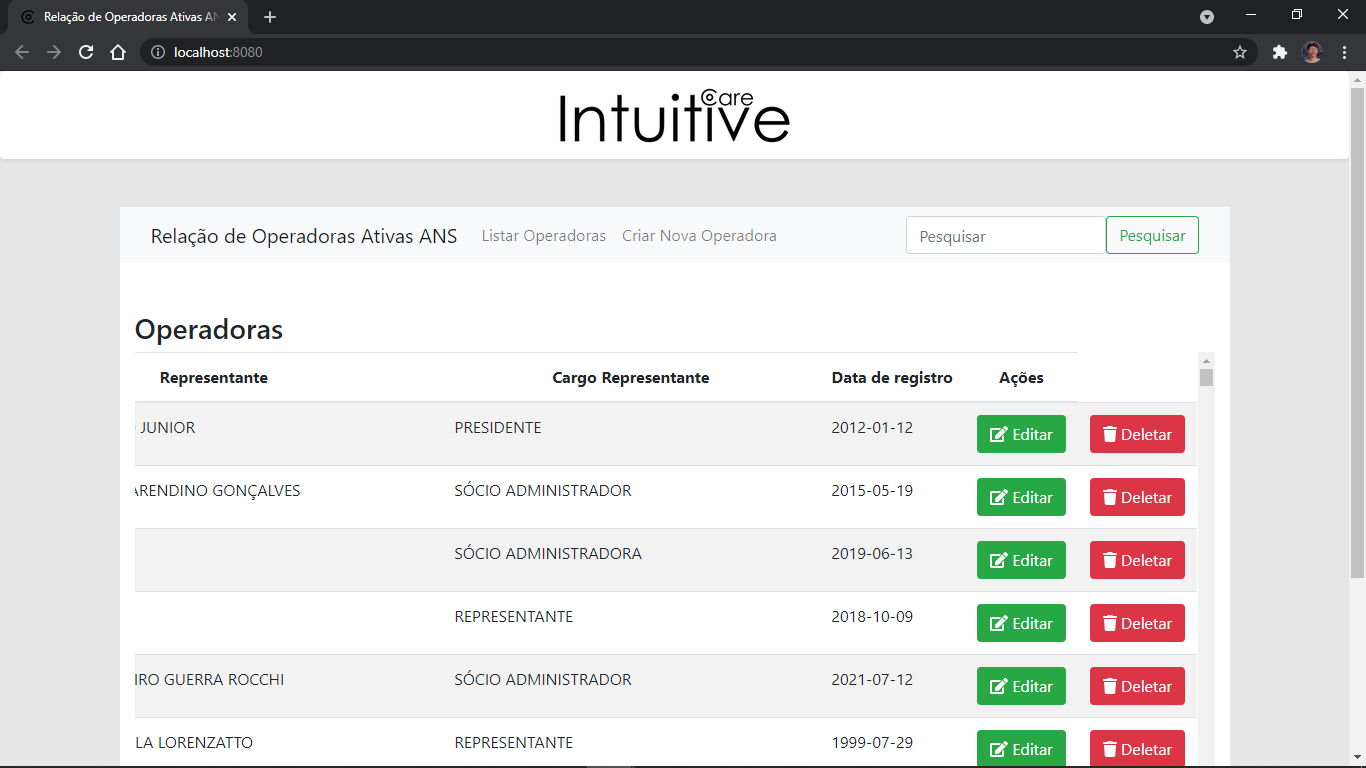 Relação de Operadoras Ativas AN
localhost:8080
Intuitive Care
Relação de Operadoras Ativas ANS Listar Operadoras Criar Nova Operadora Pesquisar Pesquisar
Operadoras
Representante Cargo Representante Data de registro Ações
JUNIOR PRESIDENTE 2012-01-12 Editar Deletar
ARENDINO GONÇALVES SÓCIO ADMINISTRADOR 2015-05-19 Editar Deletar
SÓCIO ADMINISTRADORA 2019-06-13 Editar Deletar
REPRESENTANTE 2018-10-09 Editar Deletar
IRO GUERRA ROCCHI SÓCIO ADMINISTRADOR 2021-07-12 Editar Deletar
LA LORENZATTO REPRESENTANTE 1999-07-29 Editar Deletar